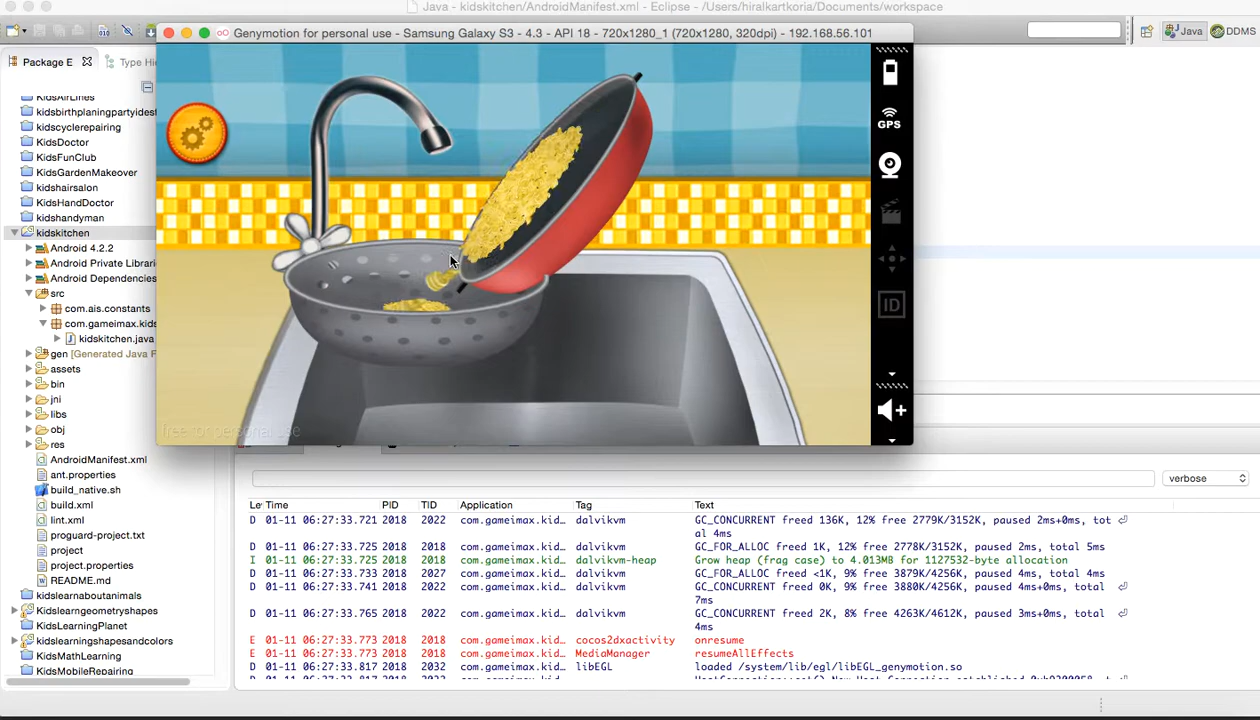 Java - kidskitchen/AndroidManifest.xml - Eclipse - /Users/hiralkartkoria/Documents/workspace
Genymotion for personal use - Samsung Galaxy S3 - 4.3 - API 18 - 720x1280_1 (720x1280, 320dpi) - 192.168.56.101
Java
DDMS
Package E
Type Hi
KidsAirLines
kidsbirthplaningpartyidest
kidscyclerepairing
KidsDoctor
KidsFunClub
KidsGardenMakeover
kidshairsalon
KidsHandDoctor
kidshandyman
kidskitchen
Android 4.2.2
Android Private Librari
Android Dependencies
src
com.ais.constants
com.gameimax.kids
kidskitchen.java
gen [Generated Java F
assets
bin
jni
libs
obj
res
AndroidManifest.xml
ant.properties
build_native.sh
build.xml
lint.xml
proguard-project.txt
project
project.properties
README.md
kidslearnaboutanimals
Kidslearngeometryshapes
KidsLearningPlanet
kidslearningshapesandcolors
KidsMathLearning
KidsMobileRepairing
GPS
ID
free for personal use
verbose
Le Time PID TID Application Tag Text
D 01-11 06:27:33.721 2018 2022 com.gameimax.kid… dalvikvm GC_CONCURRENT freed 136K, 12% free 2779K/3152K, paused 2ms+0ms, tot
al 4ms
D 01-11 06:27:33.725 2018 2018 com.gameimax.kid… dalvikvm GC_FOR_ALLOC freed 1K, 12% free 2778K/3152K, paused 2ms, total 5ms
I 01-11 06:27:33.725 2018 2018 com.gameimax.kid… dalvikvm-heap Grow heap (frag case) to 4.013MB for 1127532-byte allocation
D 01-11 06:27:33.733 2018 2027 com.gameimax.kid… dalvikvm GC_FOR_ALLOC freed <1K, 9% free 3879K/4256K, paused 4ms, total 4ms
D 01-11 06:27:33.741 2018 2022 com.gameimax.kid… dalvikvm GC_CONCURRENT freed 0K, 9% free 3880K/4256K, paused 4ms+0ms, total
7ms
D 01-11 06:27:33.765 2018 2022 com.gameimax.kid… dalvikvm GC_CONCURRENT freed 2K, 8% free 4263K/4612K, paused 3ms+0ms, total
4ms
E 01-11 06:27:33.773 2018 2018 com.gameimax.kid… cocos2dxactivity onresume
E 01-11 06:27:33.773 2018 2018 com.gameimax.kid… MediaManager resumeAllEffects
D 01-11 06:27:33.817 2018 2032 com.gameimax.kid… libEGL loaded /system/lib/egl/libEGL_genymotion.so